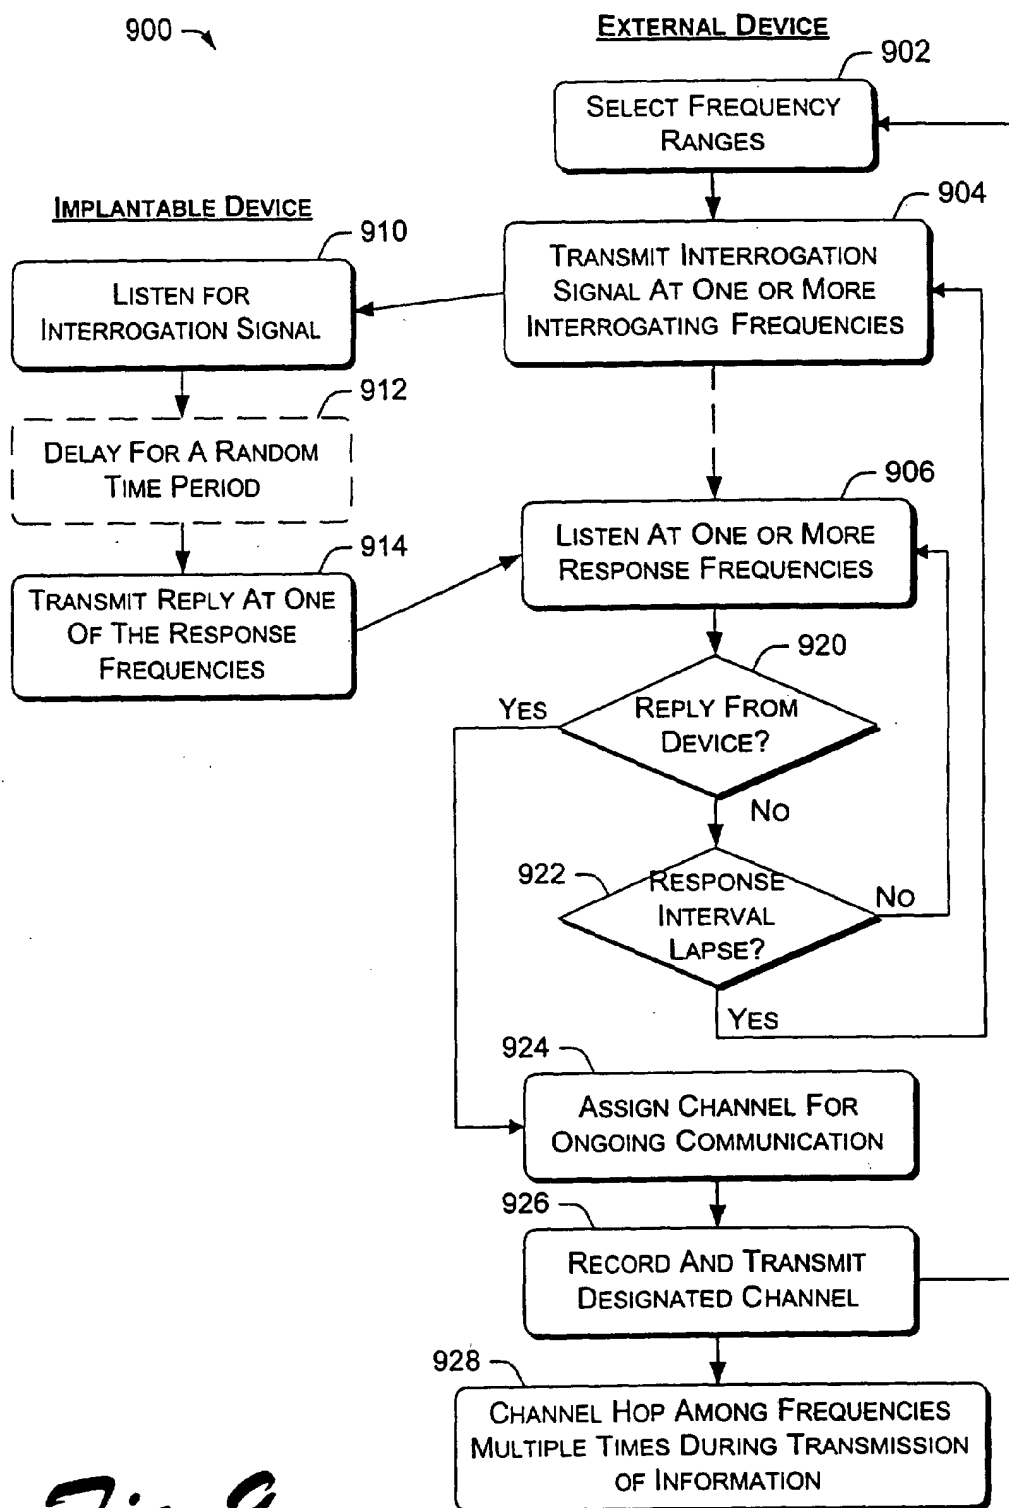 900
EXTERNAL DEVICE
902
SELECT FREQUENCY
RANGES
904
TRANSMIT INTERROGATION
SIGNAL AT ONE OR MORE
INTERROGATING FREQUENCIES
IMPLANTABLE DEVICE
910
LISTEN FOR
INTERROGATION SIGNAL
912
DELAY FOR A RANDOM
TIME PERIOD
914
TRANSMIT REPLY AT ONE
OF THE RESPONSE
FREQUENCIES
906
LISTEN AT ONE OR MORE
RESPONSE FREQUENCIES
920
REPLY FROM
DEVICE?
YES
NO
922
RESPONSE
INTERVAL
LAPSE?
NO
YES
924
ASSIGN CHANNEL FOR
ONGOING COMMUNICATION
926
RECORD AND TRANSMIT
DESIGNATED CHANNEL
928
CHANNEL HOP AMONG FREQUENCIES
MULTIPLE TIMES DURING TRANSMISSION
OF INFORMATION
Fig. 9